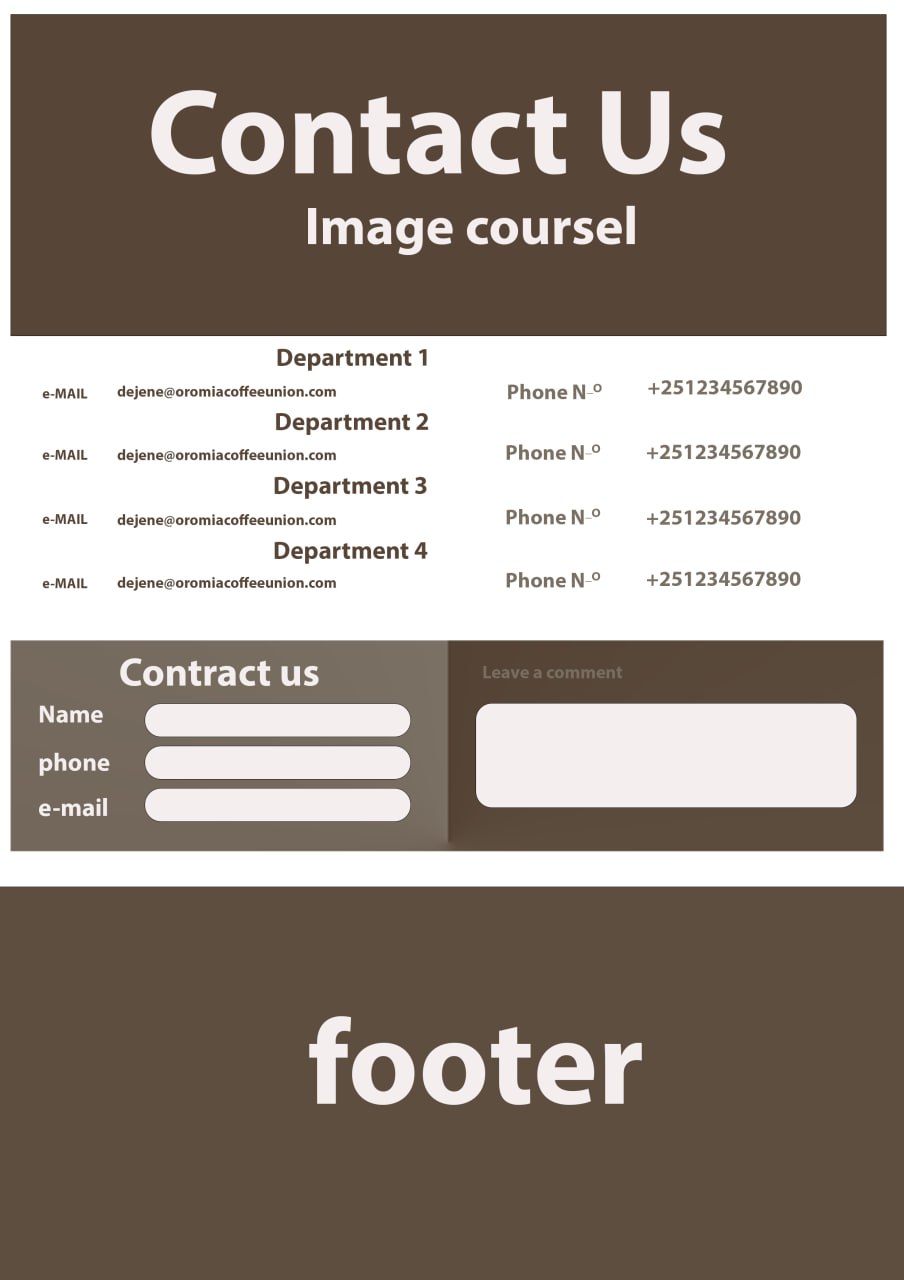 Contact Us
Image coursel
Department 1
e-MAIL dejene@oromiacoffeeunion.com Phone N-º +251234567890
Department 2
e-MAIL dejene@oromiacoffeeunion.com Phone N-º +251234567890
Department 3
e-MAIL dejene@oromiacoffeeunion.com Phone N-º +251234567890
Department 4
e-MAIL dejene@oromiacoffeeunion.com Phone N-º +251234567890
Contract us
Name
phone
e-mail
Leave a comment
footer